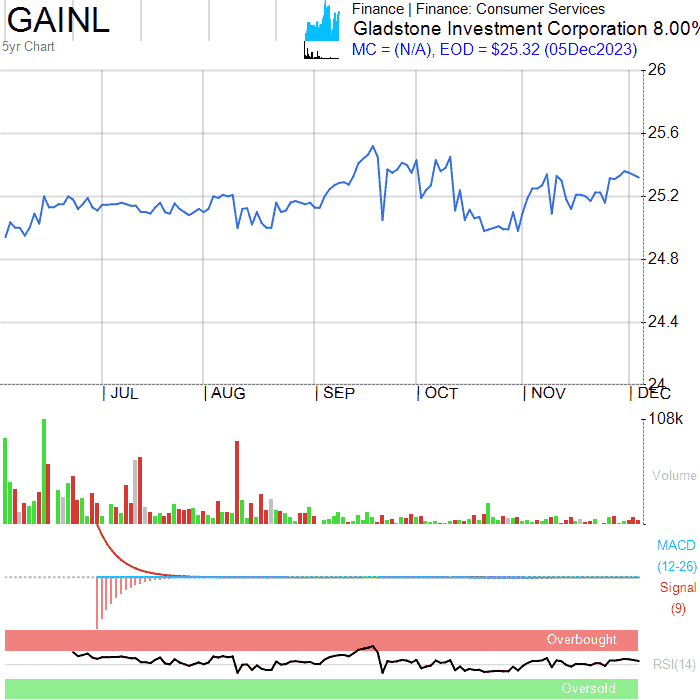 GAINL
5yr Chart
Finance | Finance: Consumer Services
Gladstone Investment Corporation 8.00%
MC = (N/A), EOD = $25.32 (05Dec2023)
26
25.6
25.2
24.8
24.4
24
JUL AUG SEP OCT NOV DEC
108k
Volume
MACD
(12-26)
Signal
(9)
Overbought
RSI(14)
Oversold